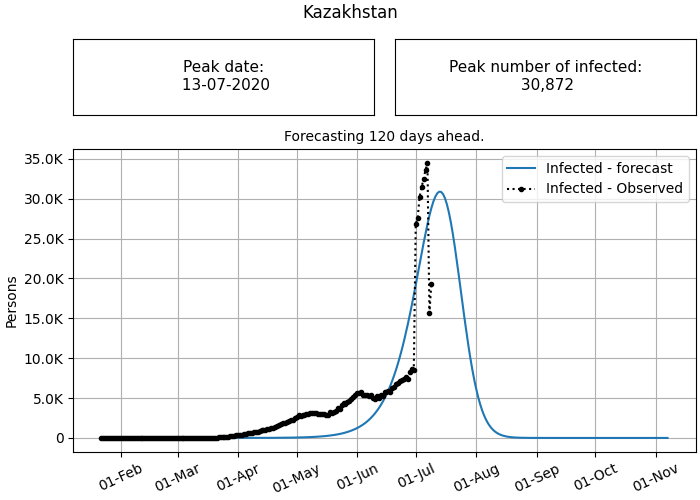 Kazakhstan
Peak date:
13-07-2020
Peak number of infected:
30,872
Forecasting 120 days ahead.
35.0K
30.0K
25.0K
20.0K
15.0K
10.0K
5.0K
0
Persons
Infected - forecast
Infected - Observed
01-Feb
01-Mar
01-Apr
01-May
01-Jun
01-Jul
01-Aug
01-Sep
01-Oct
01-Nov